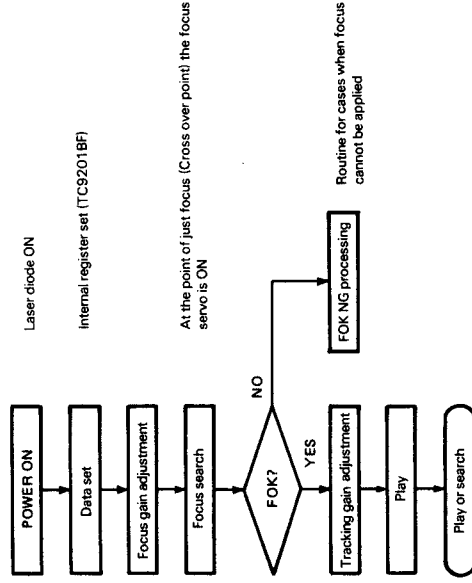 POWER ON
Laser diode ON
Data set
Internal register set (TC9201BF)
Focus gain adjustment
Focus search
At the point of just focus (Cross over point) the focus
servo is ON
FOK?
NO
YES
FOK NG processing
Routine for cases when focus
cannot be applied
Tracking gain adjustment
Play
Play or search